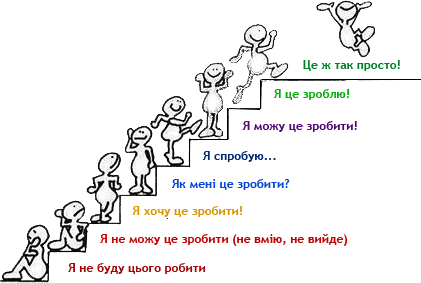 Це ж так просто!
Я це зроблю!
Я можу це зробити!
Я спробую...
Як мені це зробити?
Я хочу це зробити!
Я не можу це зробити (не вмію, не вийде)
Я не буду цього робити